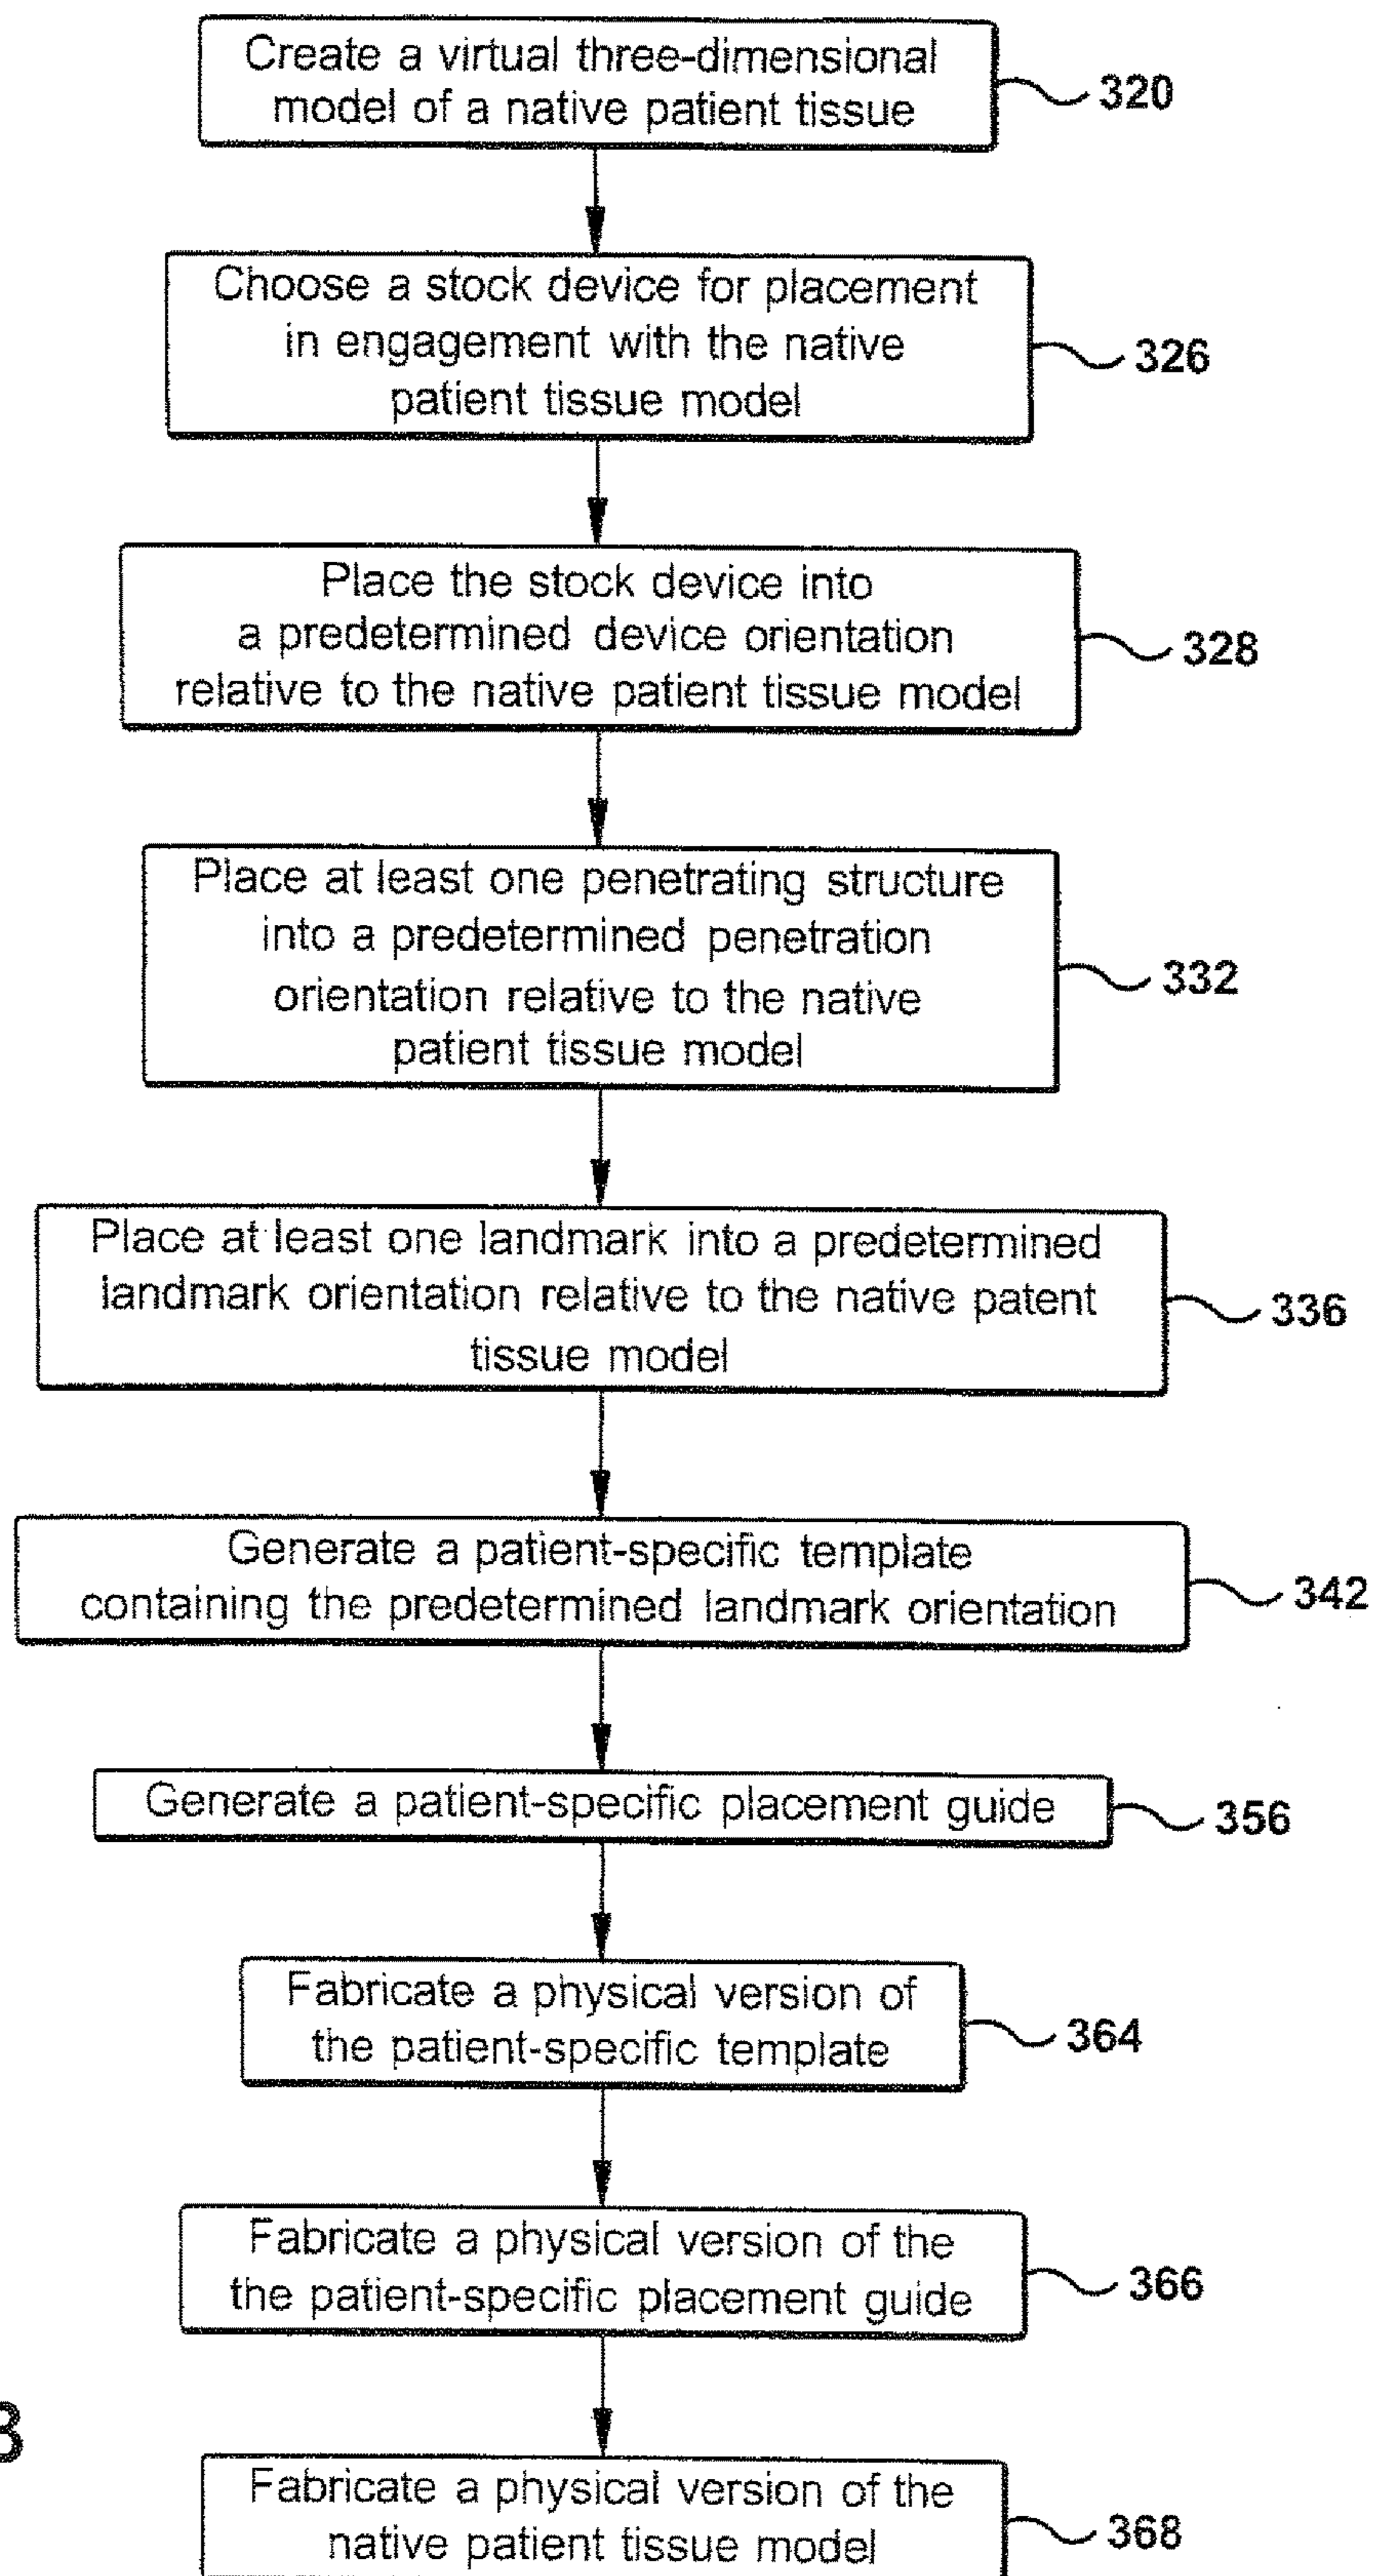 Create a virtual three-dimensional
model of a native patient tissue
320
Choose a stock device for placement
in engagement with the native
patient tissue model
326
Place the stock device into
a predetermined device orientation
relative to the native patient tissue model
328
Place at least one penetrating structure
into a predetermined penetration
orientation relative to the native
patient tissue model
332
Place at least one landmark into a predetermined
landmark orientation relative to the native patent
tissue model
336
Generate a patient-specific template
containing the predetermined landmark orientation
342
Generate a patient-specific placement guide
356
Fabricate a physical version of
the patient-specific template
364
Fabricate a physical version of the
the patient-specific placement guide
366
3
Fabricate a physical version of the
native patient tissue model
368